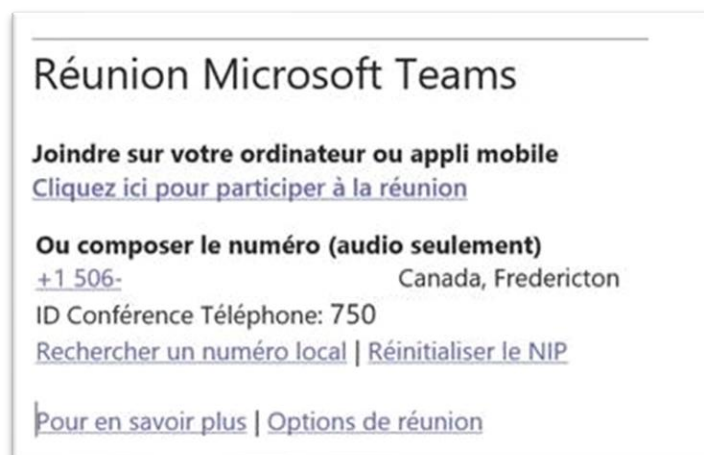 Réunion Microsoft Teams
Joindre sur votre ordinateur ou appli mobile
Cliquez ici pour participer à la réunion
Ou composer le numéro (audio seulement)
+1 506- Canada, Fredericton
ID Conférence Téléphone: 750
Rechercher un numéro local | Réinitialiser le NIP
Pour en savoir plus | Options de réunion